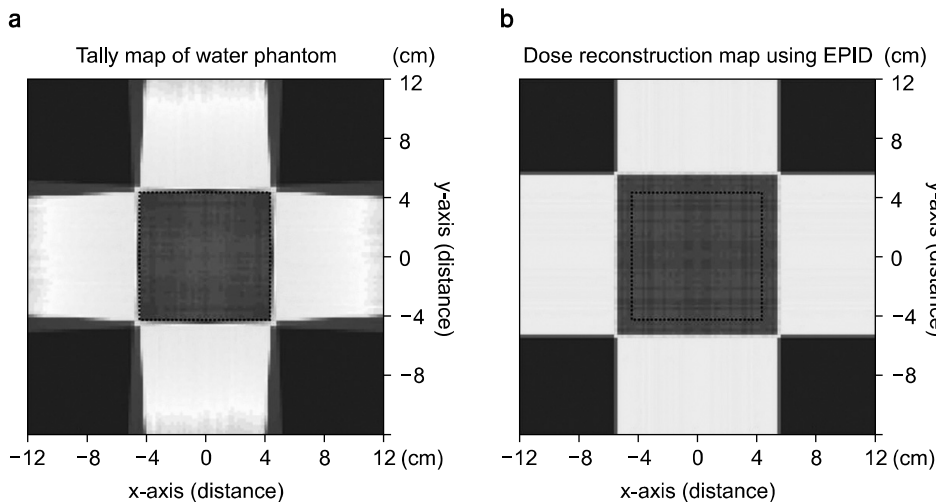 a
Tally map of water phantom (cm)
12
8
4
0
−4
−8
y-axis (distance)
−12 −8 −4 0 4 8 12 (cm)
x-axis (distance)
b
Dose reconstruction map using EPID (cm)
12
8
4
0
−4
−8
y-axis (distance)
−12 −8 −4 0 4 8 12 (cm)
x-axis (distance)